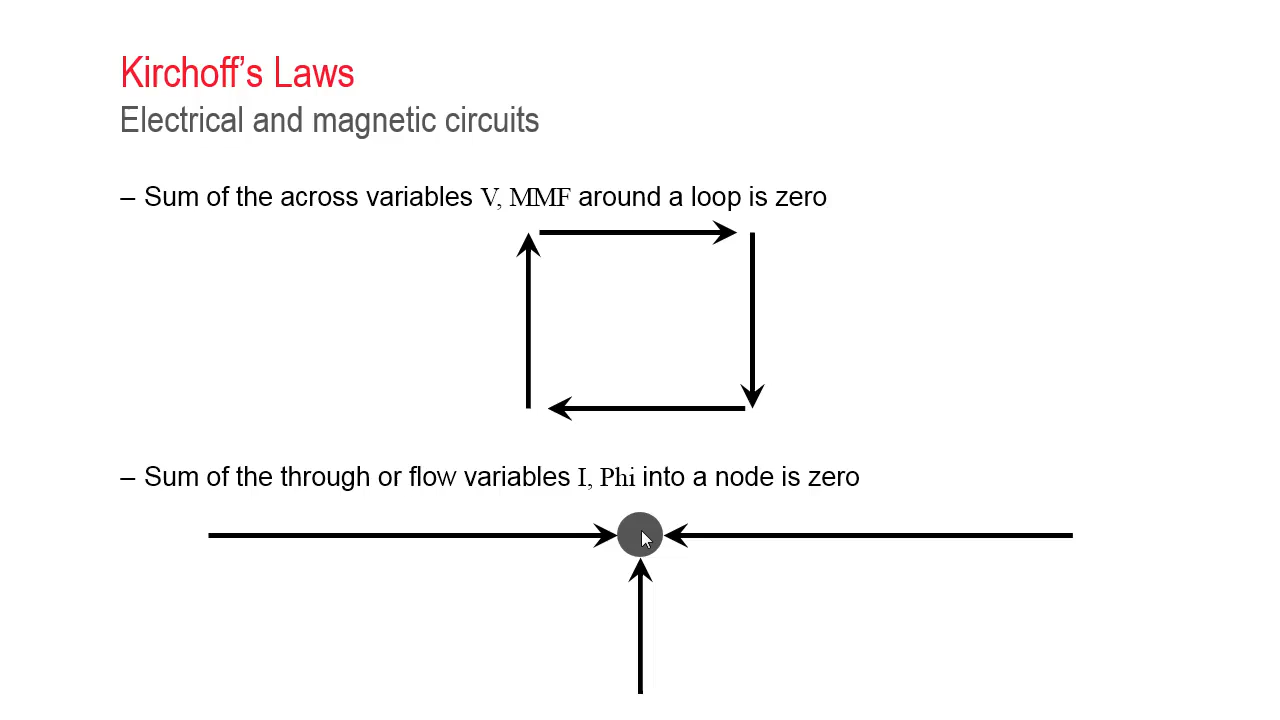 Kirchoff’s Laws
Electrical and magnetic circuits
– Sum of the across variables V, MMF around a loop is zero
– Sum of the through or flow variables I, Phi into a node is zero